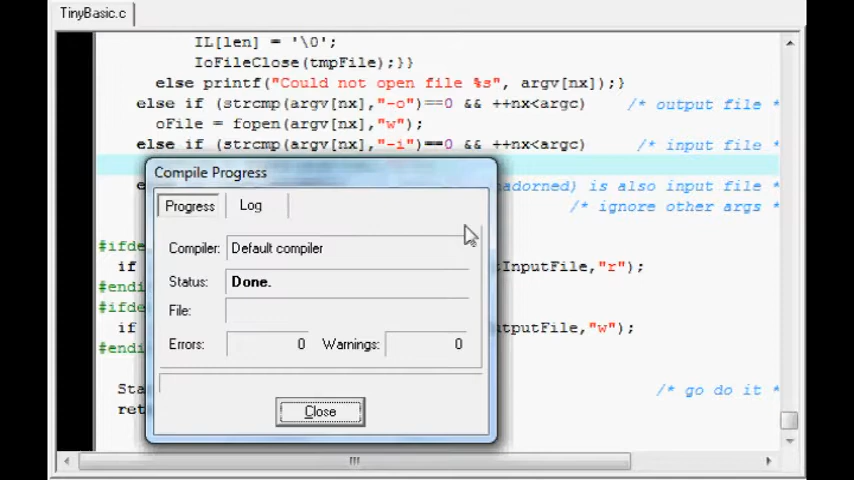 TinyBasic.c
IL[len] = '\0';
IoFileClose(tmpFile);}}
else printf("Could not open file %s", argv[nx]);}
else if (strcmp(argv[nx],"-o")==0 && ++nx<argc) /* output file *
oFile = fopen(argv[nx],"w");
else if (strcmp(argv[nx],"-i")==0 && ++nx<argc) /* input file *
Compile Progress
adorned) is also input file *
Progress Log
/* ignore other args *
Compiler: Default compiler
#ifde
if tInputFile,"r");
Status: Done.
#endi
File:
#ifde
if tputFile,"w");
Errors: 0 Warnings: 0
#endi
Sta /* go do it *
ret
Close